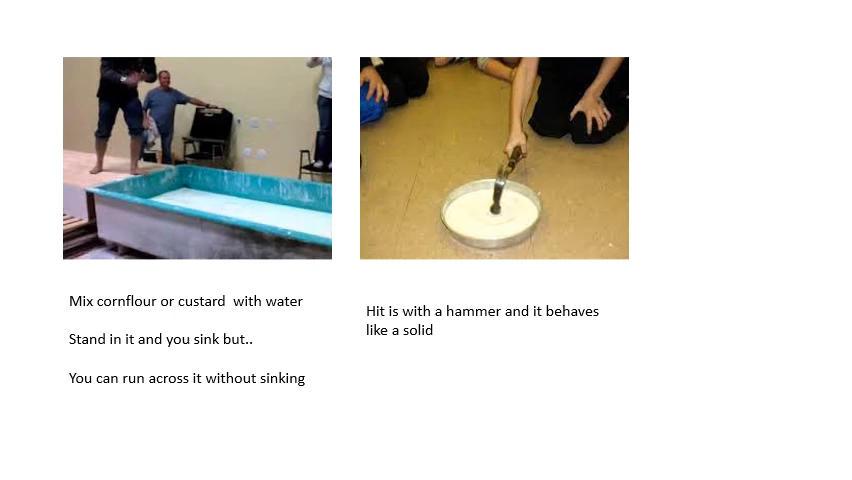 Mix cornflour or custard  with water
Stand in it and you sink but..
You can run across it without sinking
Hit is with a hammer and it behaves
like a solid